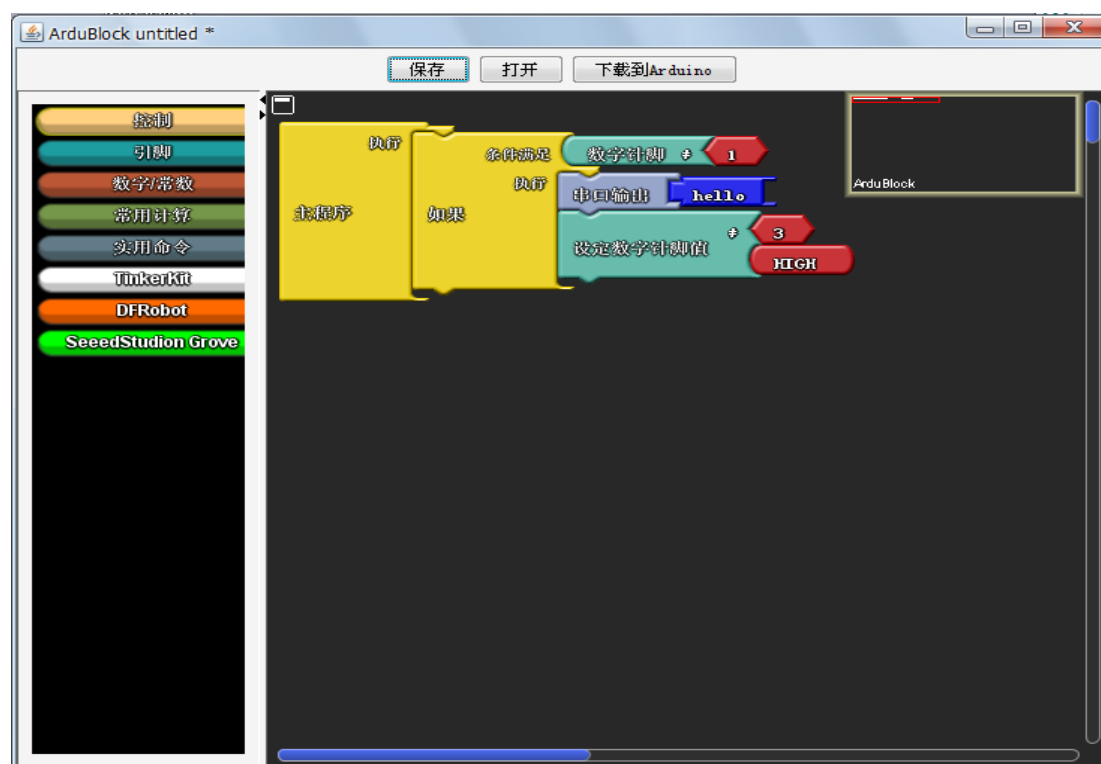 ArduBlock untitled *
保存 打开 下载到Arduino
控制
引脚
数字/常数
常用计算
实用命令
TinkerKit
DFRobot
SeeedStudion Grove
主程序
执行
如果
条件满足
数字针脚 # 1
执行
串口输出 hello
设定数字针脚值 # 3
HIGH
ArduBlock